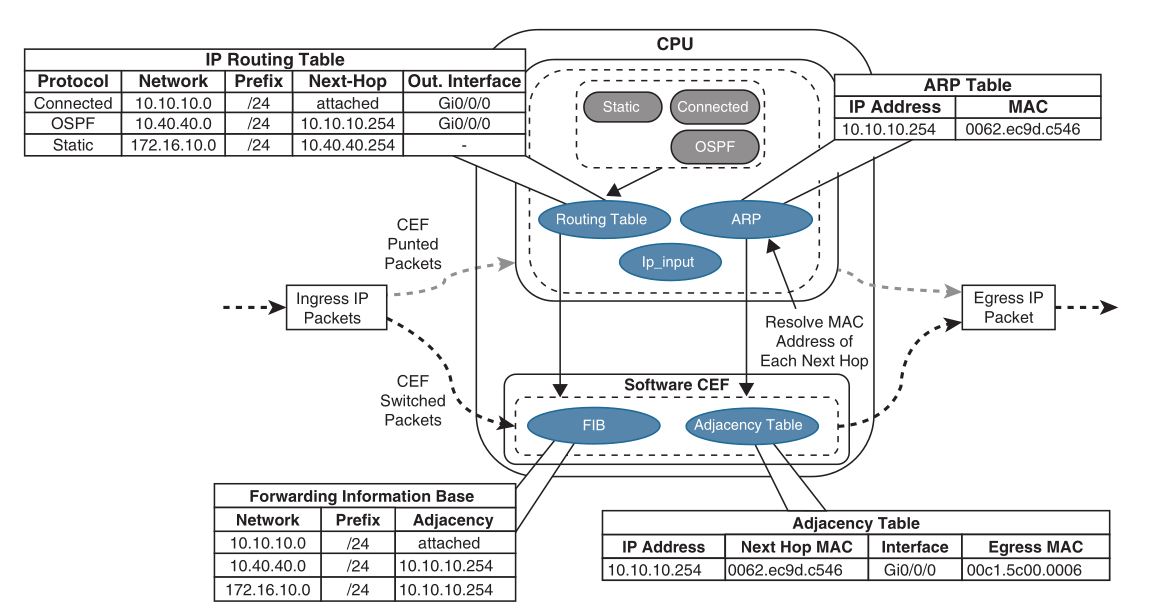 CPU
IP Routing Table
Protocol Network Prefix Next-Hop Out. Interface
Connected 10.10.10.0 /24 attached Gi0/0/0
OSPF 10.40.40.0 /24 10.10.10.254 Gi0/0/0
Static 172.16.10.0 /24 10.40.40.254 -
ARP Table
IP Address MAC
10.10.10.254 0062.ec9d.c546
Static
Connected
OSPF
Routing Table
ARP
Ip_input
CEF
Punted
Packets
Ingress IP
Packets
Egress IP
Packet
Resolve MAC
Address of
Each Next Hop
CEF
Switched
Packets
Software CEF
FIB
Adjacency Table
Forwarding Information Base
Network Prefix Adjacency
10.10.10.0 /24 attached
10.40.40.0 /24 10.10.10.254
172.16.10.0 /24 10.10.10.254
Adjacency Table
IP Address Next Hop MAC Interface Egress MAC
10.10.10.254 0062.ec9d.c546 Gi0/0/0 00c1.5c00.0006